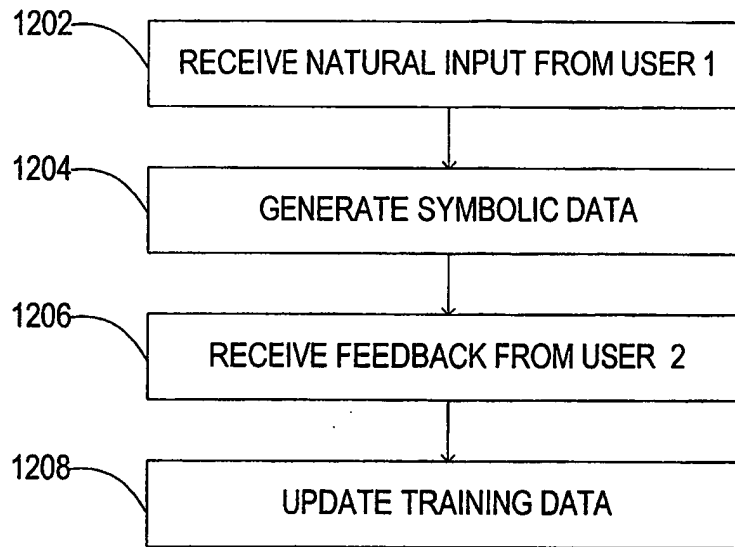 1202
RECEIVE NATURAL INPUT FROM USER 1
1204
GENERATE SYMBOLIC DATA
1206
RECEIVE FEEDBACK FROM USER 2
1208
UPDATE TRAINING DATA